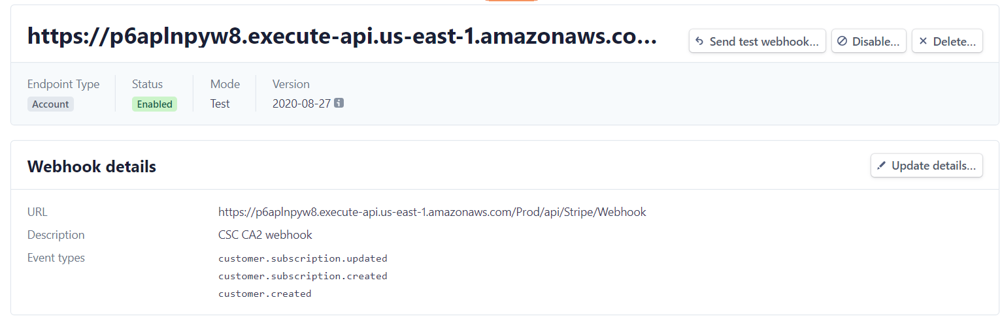 https://p6aplnpyw8.execute-api.us-east-1.amazonaws.co...
Send test webhook...
Disable...
Delete...
Endpoint Type
Status
Mode
Version
Account
Enabled
Test
2020-08-27
Webhook details
Update details...
URL
https://p6aplnpyw8.execute-api.us-east-1.amazonaws.com/Prod/api/Stripe/Webhook
Description
CSC CA2 webhook
Event types
customer.subscription.updated
customer.subscription.created
customer.created